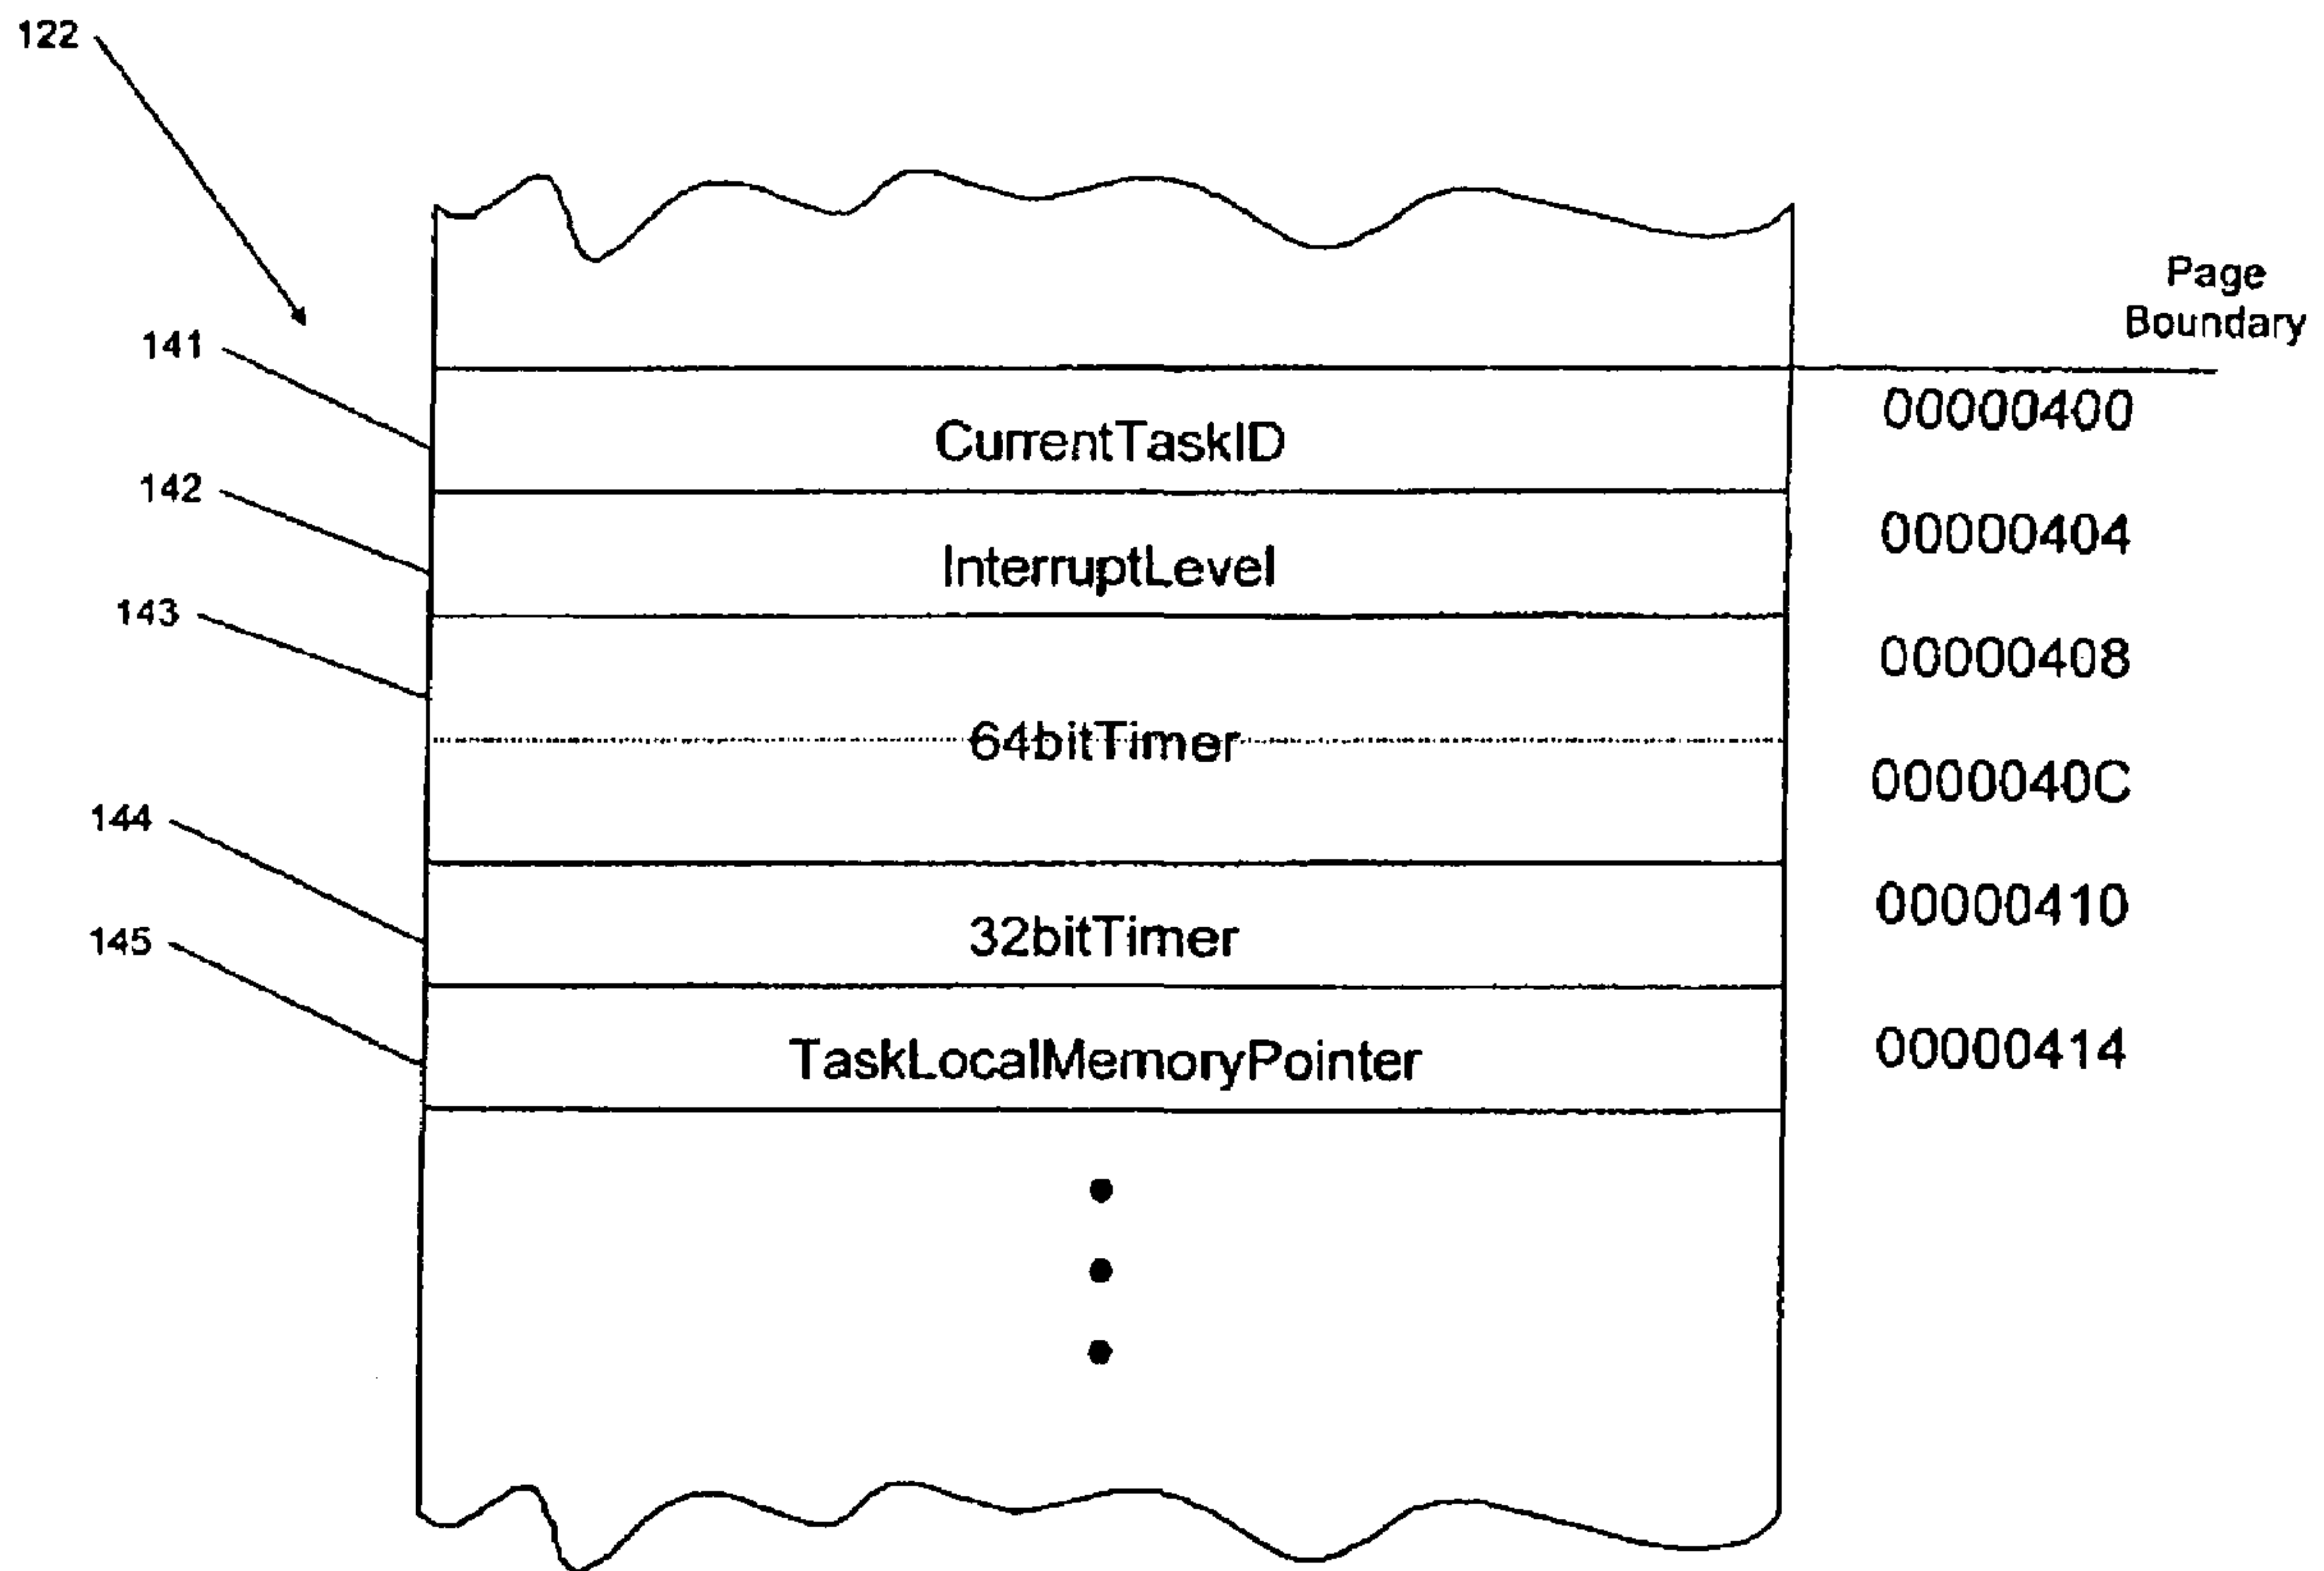 122
Page
Boundary
141
00000400
CurrentTaskID
142
00000404
InterruptLevel
143
00000408
64bitTimer
0000040C
144
00000410
32bitTimer
145
00000414
TaskLocalMemoryPointer